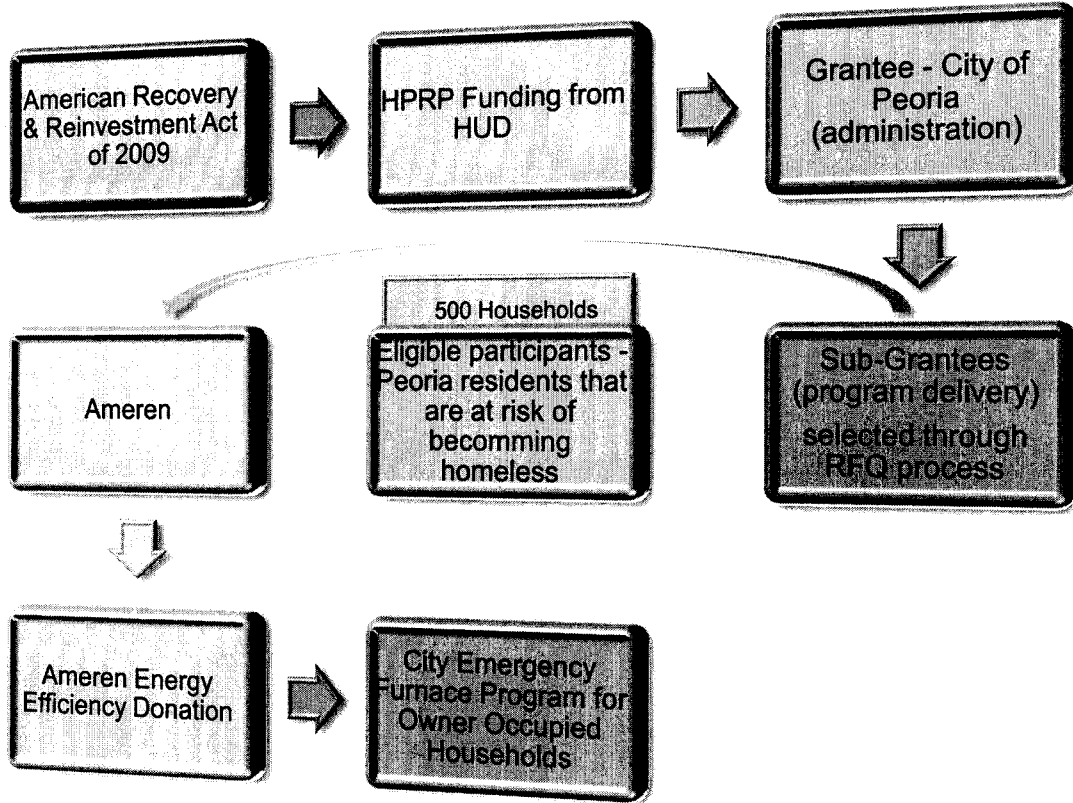 American Recovery
& Reinvestment Act
of 2009
HPRP Funding from
HUD
Grantee - City of
Peoria
(administration)
Ameren
500 Households
Eligible participants -
Peoria residents that
are at risk of
becomming
homeless
Sub-Grantees
(program delivery)
selected through
RFQ process
Ameren Energy
Efficiency Donation
City Emergency
Furnace Program for
Owner Occupied
Households